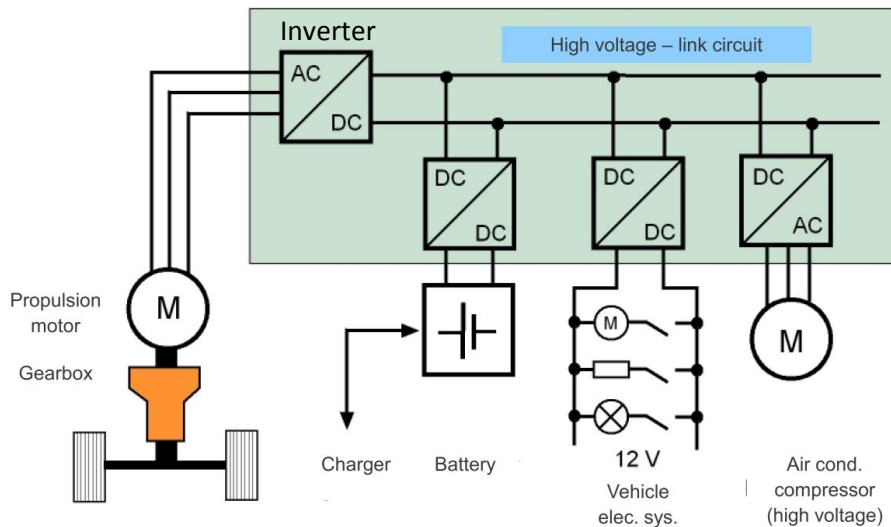 Inverter
High voltage – link circuit
AC
DC
DC
DC
DC
DC
DC
AC
Propulsion
motor
M
M
M
Gearbox
Charger
Battery
12 V
Vehicle
elec. sys.
Air cond.
compressor
(high voltage)